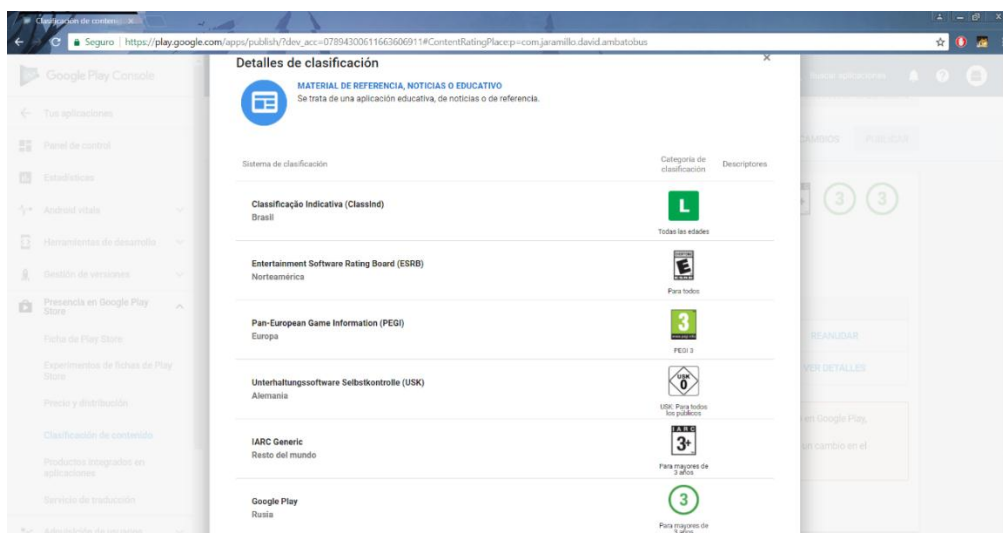 Clasificación de conteni
Seguro | https://play.google.com/apps/publish/?dev_acc=07894300611663606911#ContentRatingPlace:p=com.jaramillo.david.ambatobus
Google Play Console
Buscar aplicaciones
Tus aplicaciones
Panel de control
Estadísticas
Android vitals
Herramientas de desarrollo
Gestión de versiones
Presencia en Google Play
Store
Ficha de Play Store
Experimentos de fichas de Play
Store
Precio y distribución
Clasificación de contenido
Productos integrados en
aplicaciones
Servicio de traducción
Adquisición de usuarios
Detalles de clasificación
MATERIAL DE REFERENCIA, NOTICIAS O EDUCATIVO
Se trata de una aplicación educativa, de noticias o de referencia.
Sistema de clasificación
Categoría de
clasificación
Descriptores
Classificação Indicativa (ClassInd)
Brasil
L
Todas las edades
Entertainment Software Rating Board (ESRB)
Norteamérica
E
Para todos
Pan-European Game Information (PEGI)
Europa
3
PEGI 3
Unterhaltungssoftware Selbstkontrolle (USK)
Alemania
USK
0
USK: Para todos
los públicos
IARC Generic
Resto del mundo
IARC
3+
Para mayores de
3 años
Google Play
Rusia
3
Para mayores de
3 años
CAMBIOS
PUBLICAR
3
3
REANUDAR
VER DETALLES
en Google Play,
un cambio en el